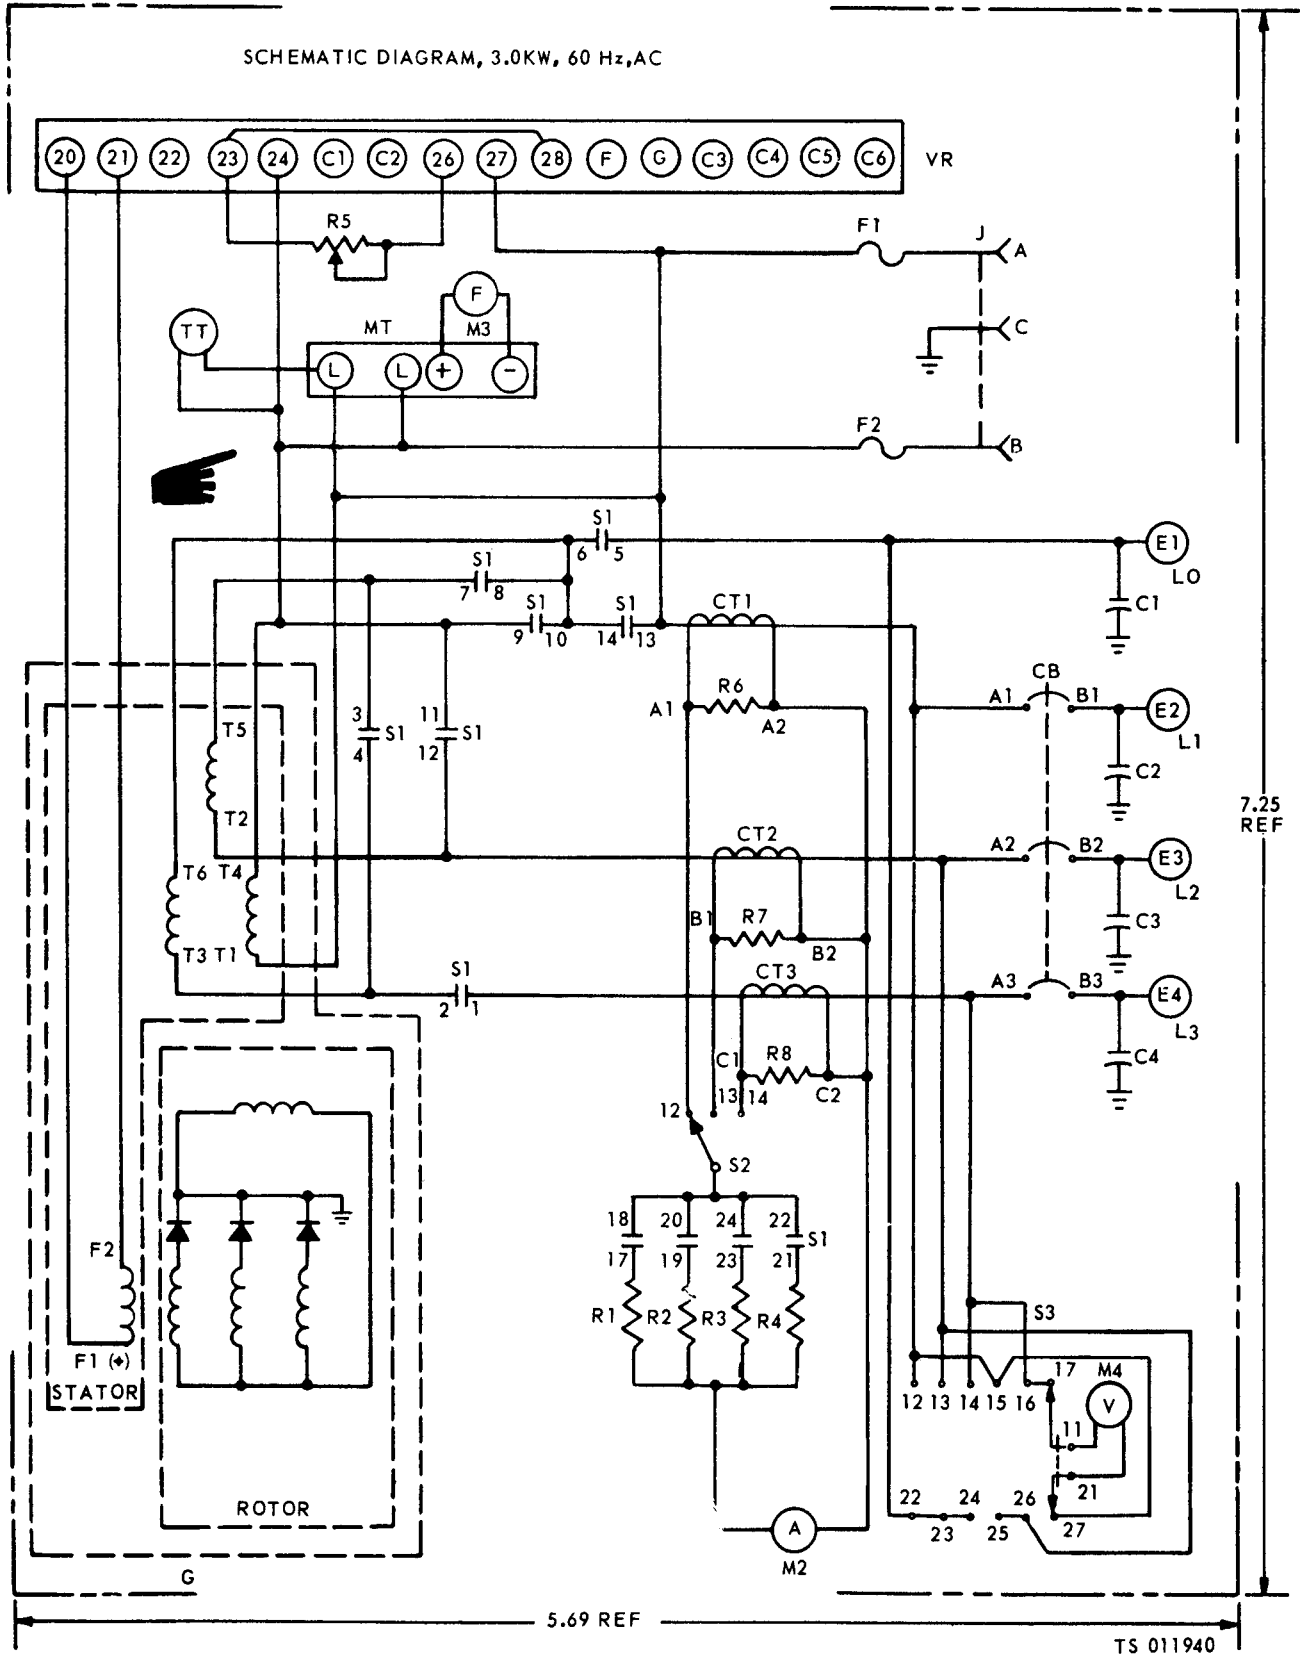 SCHEMATIC DIAGRAM, 3.0KW, 60 Hz,AC
20 21 22 23 24 C1 C2 26 27 28 F G C3 C4 C5 C6 VR
R5
F1
J
A
F
TT
MT
M3
C
L L + −
F2
B
S1
6 5
E1
LO
S1
7 8
S1
9 10
S1
14 13
CT1
C1
CB
R6
A1
A2
A1
B1
E2
L1
T5
3
4
S1
11
12
S1
C2
7.25
REF
T2
CT2
A2
B2
E3
L2
T6 T4
B1
R7
B2
C3
T3 T1
S1
2 1
CT3
A3
B3
E4
L3
C1
R8
C2
C4
12
13
14
S2
18 20 24 22
S1
17 19 23 21
F2
R1 R2 R3 R4
S3
F1 (+)
STATOR
17
M4
12 13 14 15 16
V
11
21
ROTOR
22 24 26
23 25 27
A
M2
G
5.69 REF
TS 011940